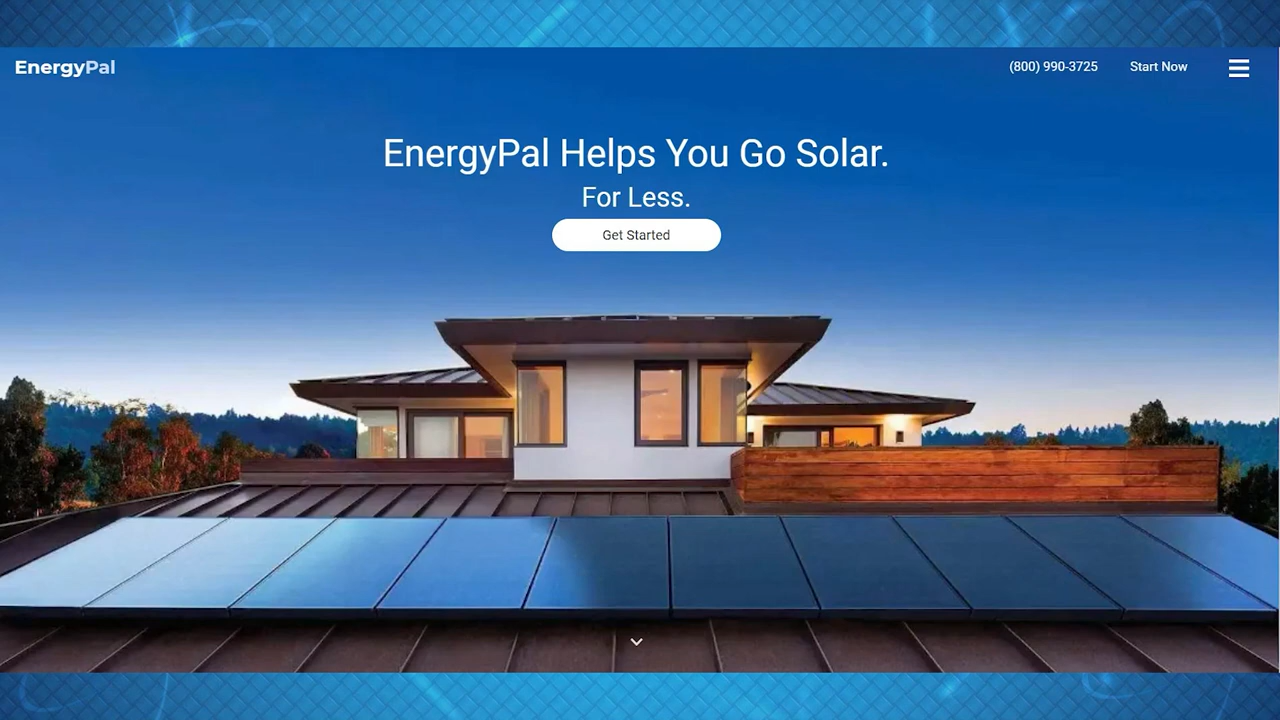 EnergyPal
(800) 990-3725
Start Now
EnergyPal Helps You Go Solar.
For Less.
Get Started